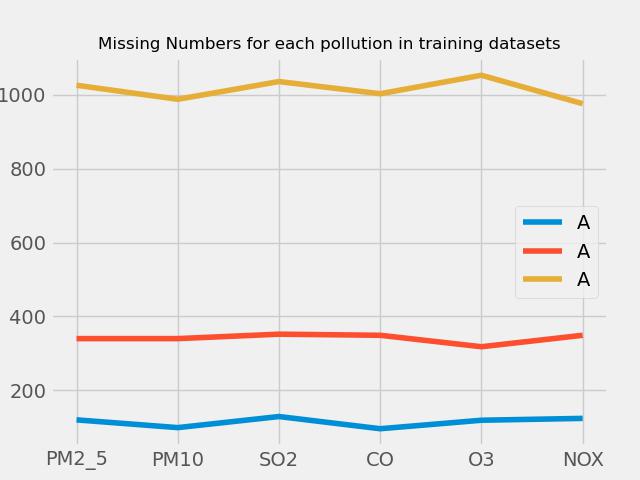 Missing Numbers for each pollution in training datasets
1000
800
600
400
200
A
A
A
PM2_5 PM10 SO2 CO O3 NOX